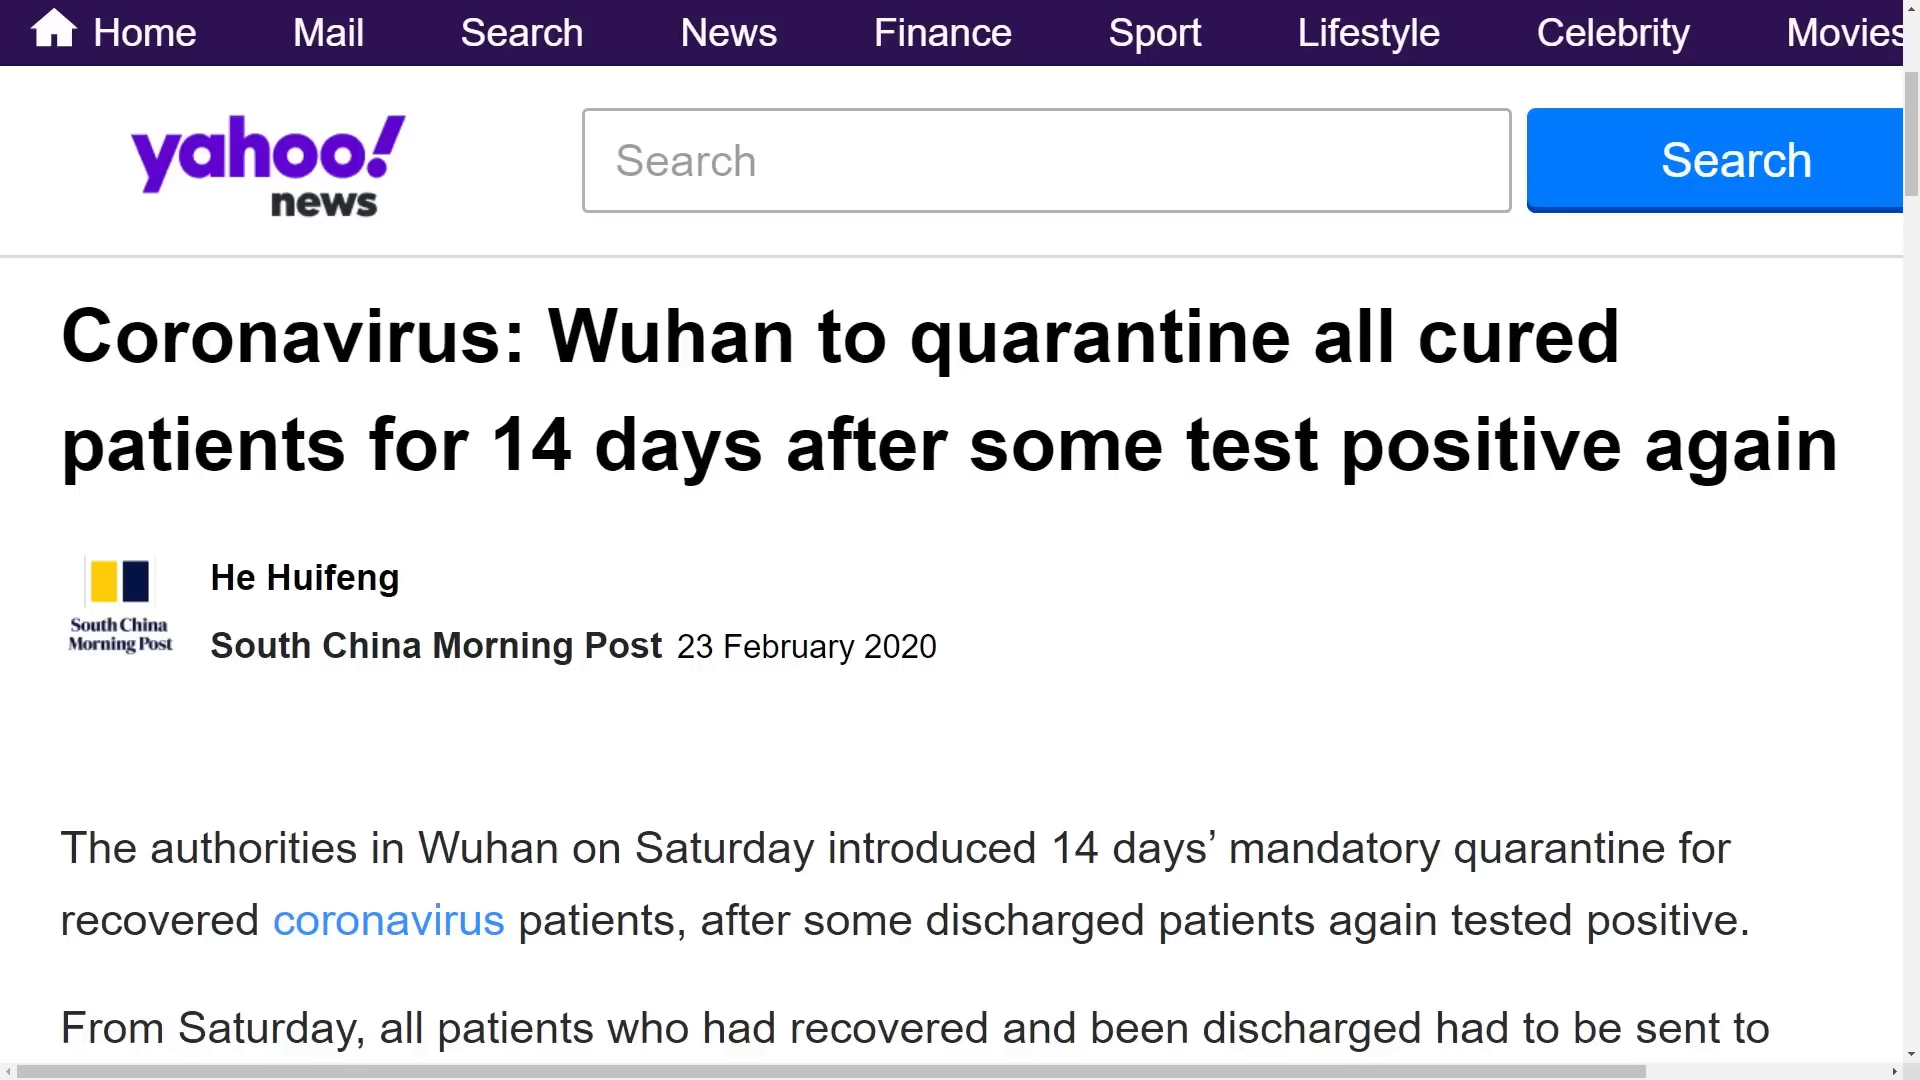 Home Mail Search News Finance Sport Lifestyle Celebrity Movies
yahoo!
news
Search
Search
Coronavirus: Wuhan to quarantine all cured
patients for 14 days after some test positive again
South China
Morning Post
He Huifeng
South China Morning Post 23 February 2020
The authorities in Wuhan on Saturday introduced 14 days’ mandatory quarantine for
recovered coronavirus patients, after some discharged patients again tested positive.
From Saturday, all patients who had recovered and been discharged had to be sent to